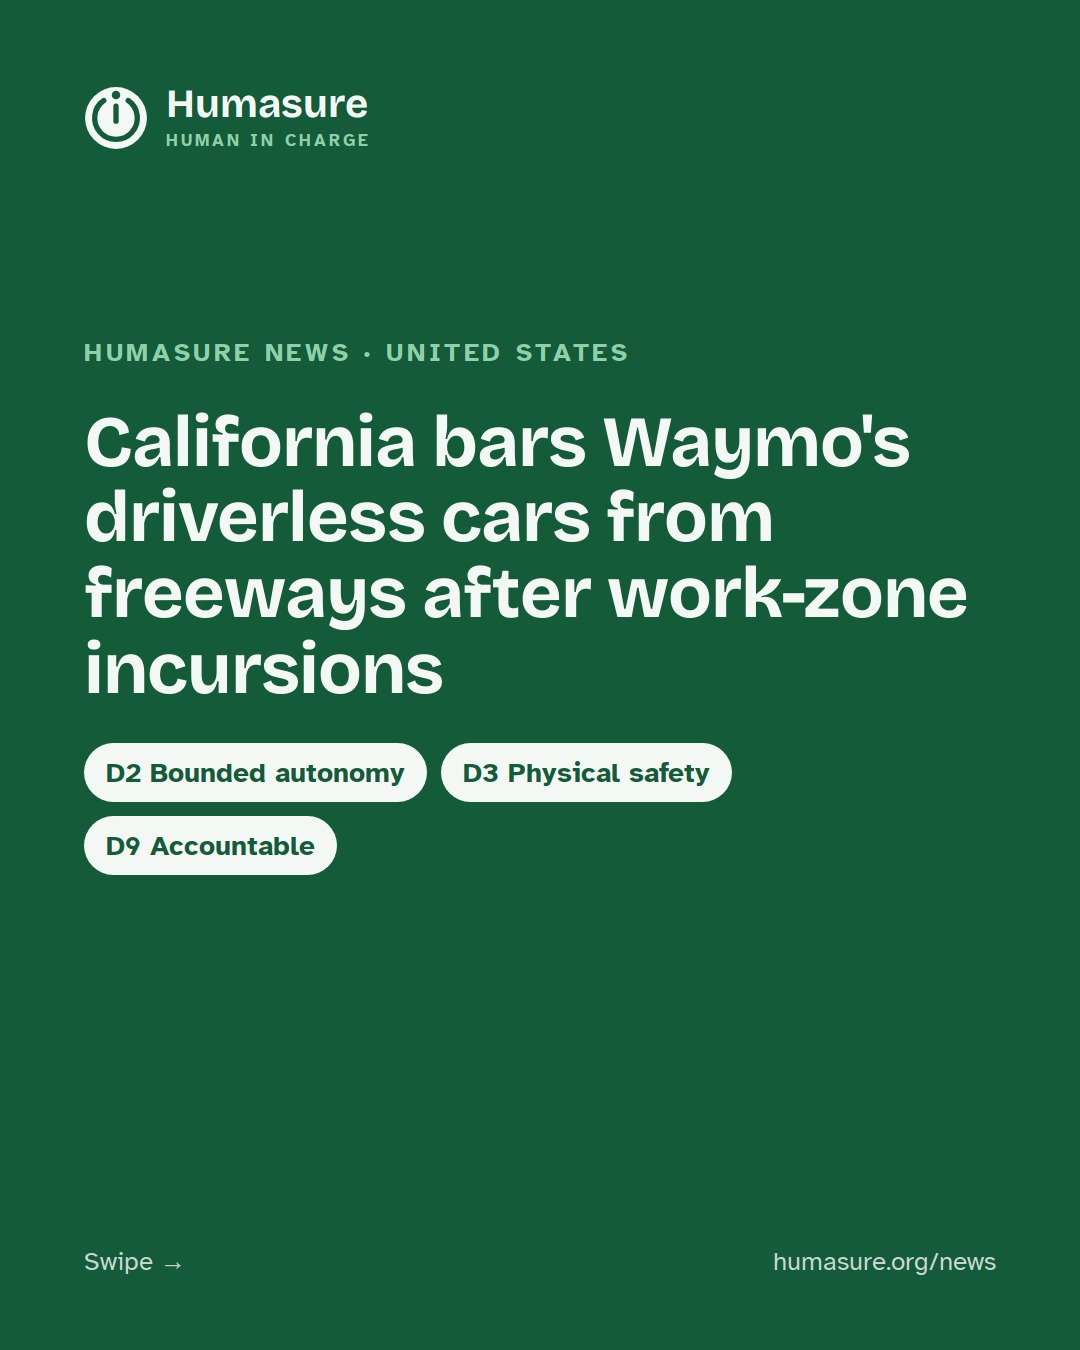 Humasure
HUMAN IN CHARGE
HUMASURE NEWS · UNITED STATES
California bars Waymo's
driverless cars from
freeways after work-zone
incursions
D2 Bounded autonomy
D3 Physical safety
D9 Accountable
Swipe →
humasure.org/news